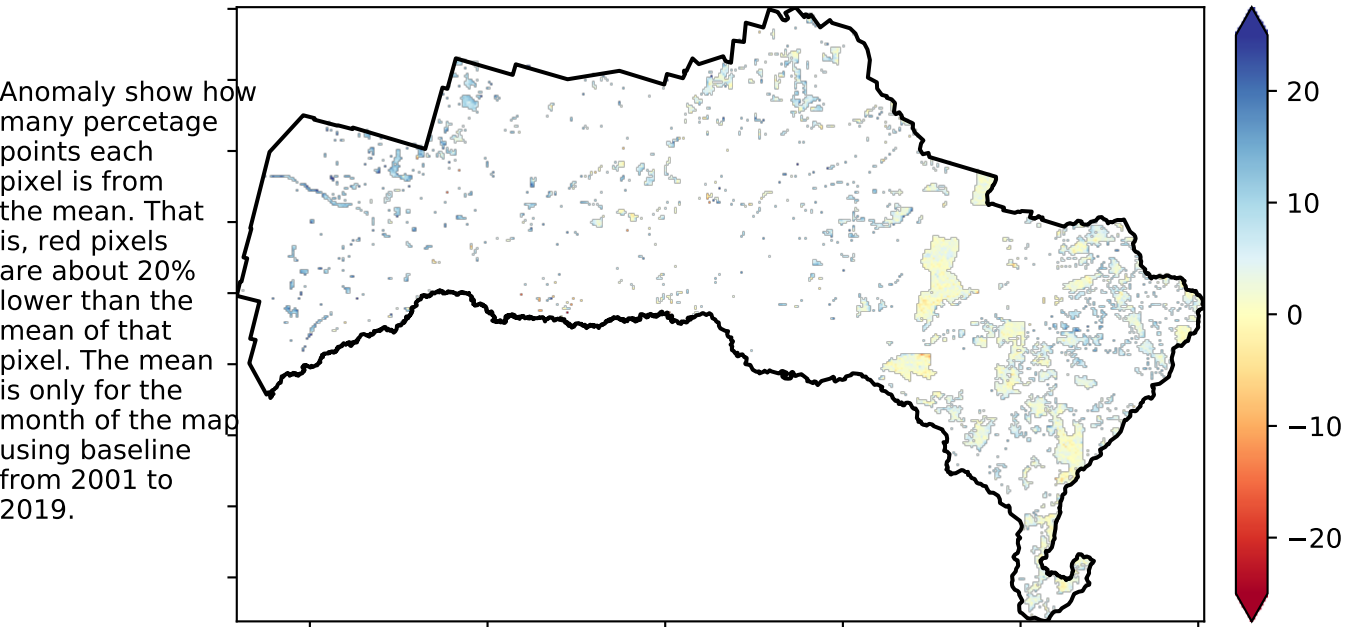 Anomaly show how
many percetage
points each
pixel is from
the mean. That
is, red pixels
are about 20%
lower than the
mean of that
pixel. The mean
is only for the
month of the map
using baseline
from 2001 to
2019.
20
10
0
−10
−20